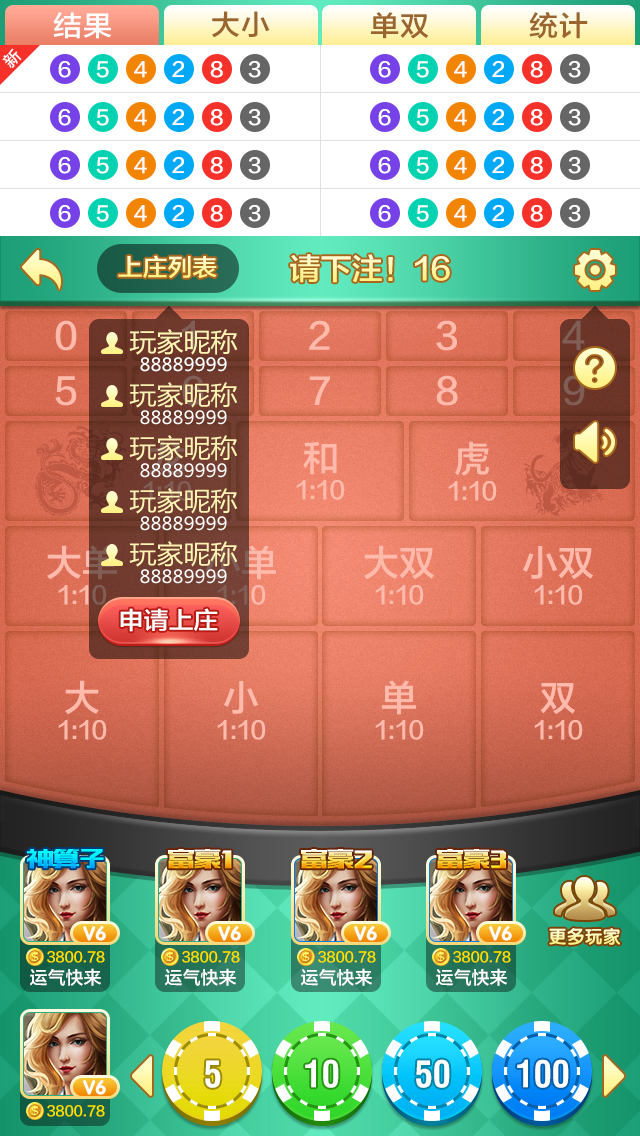 结果 大小 单双 统计
新
6 5 4 2 8 3 6 5 4 2 8 3
6 5 4 2 8 3 6 5 4 2 8 3
6 5 4 2 8 3 6 5 4 2 8 3
6 5 4 2 8 3 6 5 4 2 8 3
上庄列表 请下注！16
0 1 2 3 4
5 6 7 8 9
玩家昵称
88889999
玩家昵称
88889999
玩家昵称
88889999
玩家昵称
88889999
玩家昵称
88889999
申请上庄
?
和 虎
1:10 1:10 1:10
大单 小单 大双 小双
1:10 1:10 1:10 1:10
大 小 单 双
1:10 1:10 1:10 1:10
神算子 富豪1 富豪2 富豪3
V6 V6 V6 V6
3800.78 3800.78 3800.78 3800.78
运气快来 运气快来 运气快来 运气快来
更多玩家
V6
3800.78
5 10 50 100